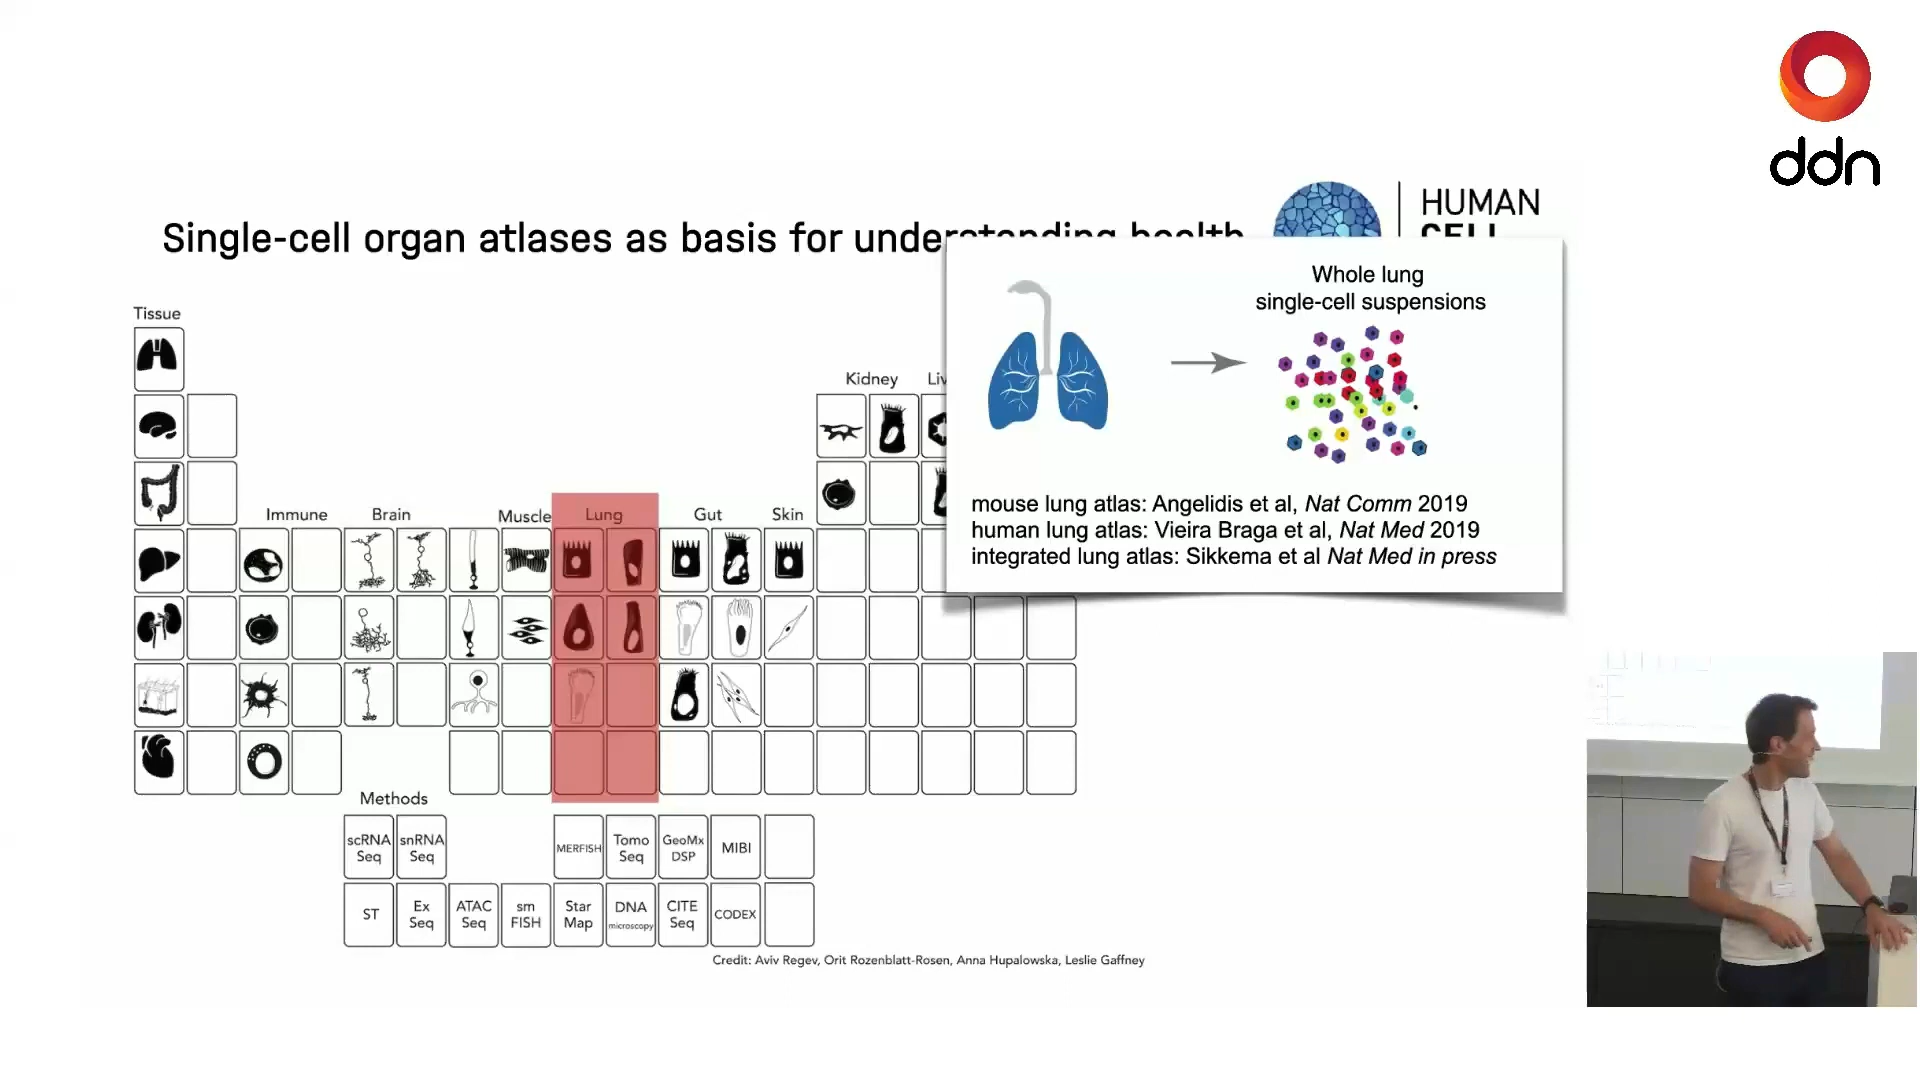 ddn
HUMAN
CELL
Single-cell organ atlases as basis for understanding health
Whole lung
single-cell suspensions
Tissue
Kidney
Immune
Brain
Muscle
Lung
Gut
Skin
mouse lung atlas: Angelidis et al, Nat Comm 2019
human lung atlas: Vieira Braga et al, Nat Med 2019
integrated lung atlas: Sikkema et al Nat Med in press
Methods
scRNA
Seq
snRNA
Seq
MERFISH
Tomo
Seq
GeoMx
DSP
MIBI
ST
Ex
Seq
ATAC
Seq
sm
FISH
Star
Map
DNA
microscopy
CITE
Seq
CODEX
Credit: Aviv Regev, Orit Rozenblatt-Rosen, Anna Hupalowska, Leslie Gaffney